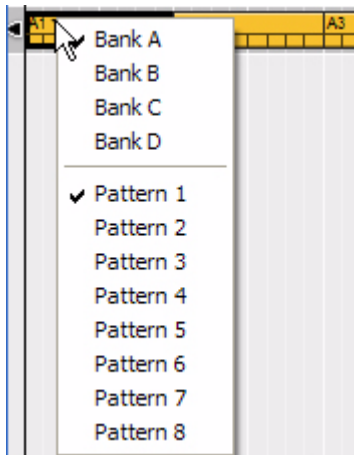 A1
A3
Bank A
Bank B
Bank C
Bank D
Pattern 1
Pattern 2
Pattern 3
Pattern 4
Pattern 5
Pattern 6
Pattern 7
Pattern 8